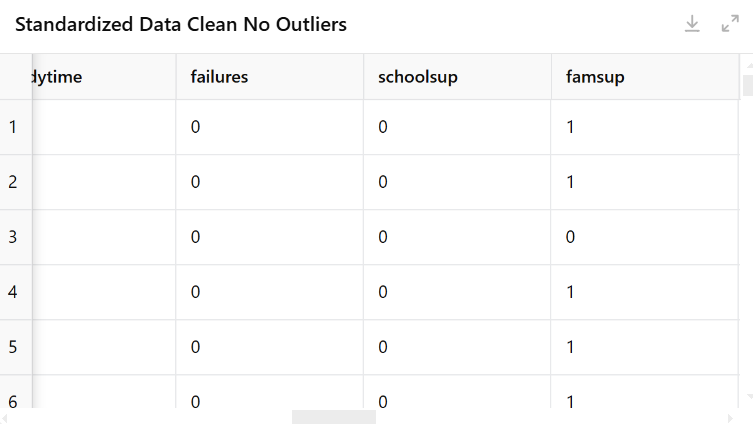 Standardized Data Clean No Outliers
dytime failures schoolsup famsup
1 0 0 1
2 0 0 1
3 0 0 0
4 0 0 1
5 0 0 1
6 0 0 1